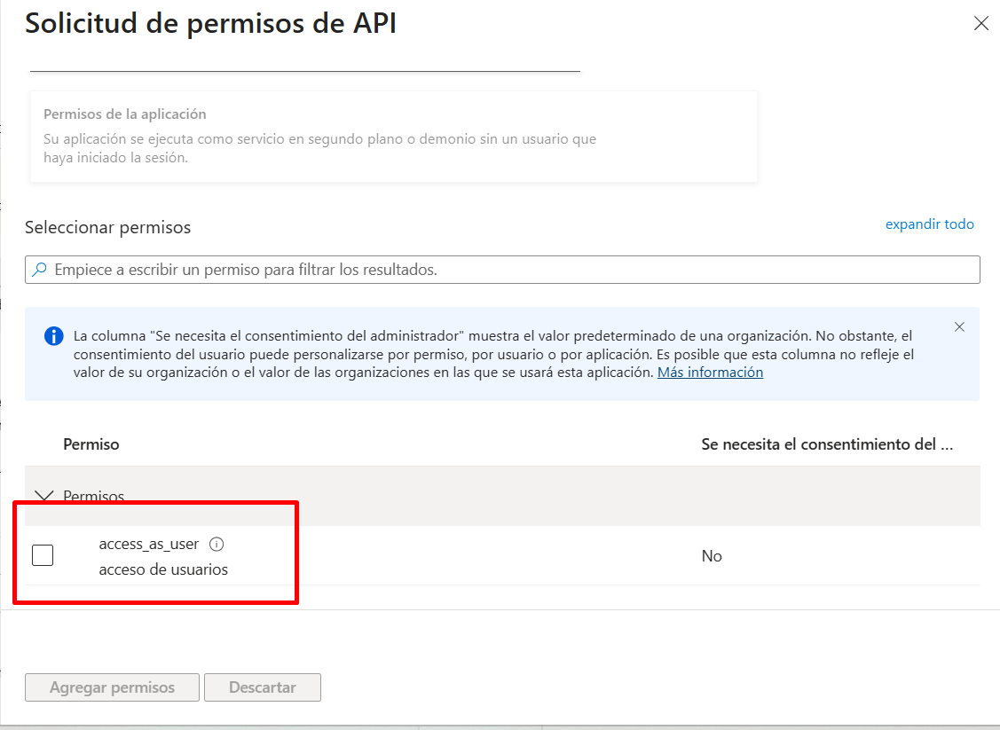 Solicitud de permisos de API
Permisos de la aplicación
Su aplicación se ejecuta como servicio en segundo plano o demonio sin un usuario que
haya iniciado la sesión.
Seleccionar permisos
expandir todo
Empiece a escribir un permiso para filtrar los resultados.
La columna "Se necesita el consentimiento del administrador" muestra el valor predeterminado de una organización. No obstante, el
consentimiento del usuario puede personalizarse por permiso, por usuario o por aplicación. Es posible que esta columna no refleje el
valor de su organización o el valor de las organizaciones en las que se usará esta aplicación. Más información
Permiso
Se necesita el consentimiento del ...
Permisos
access_as_user
acceso de usuarios
No
Agregar permisos
Descartar